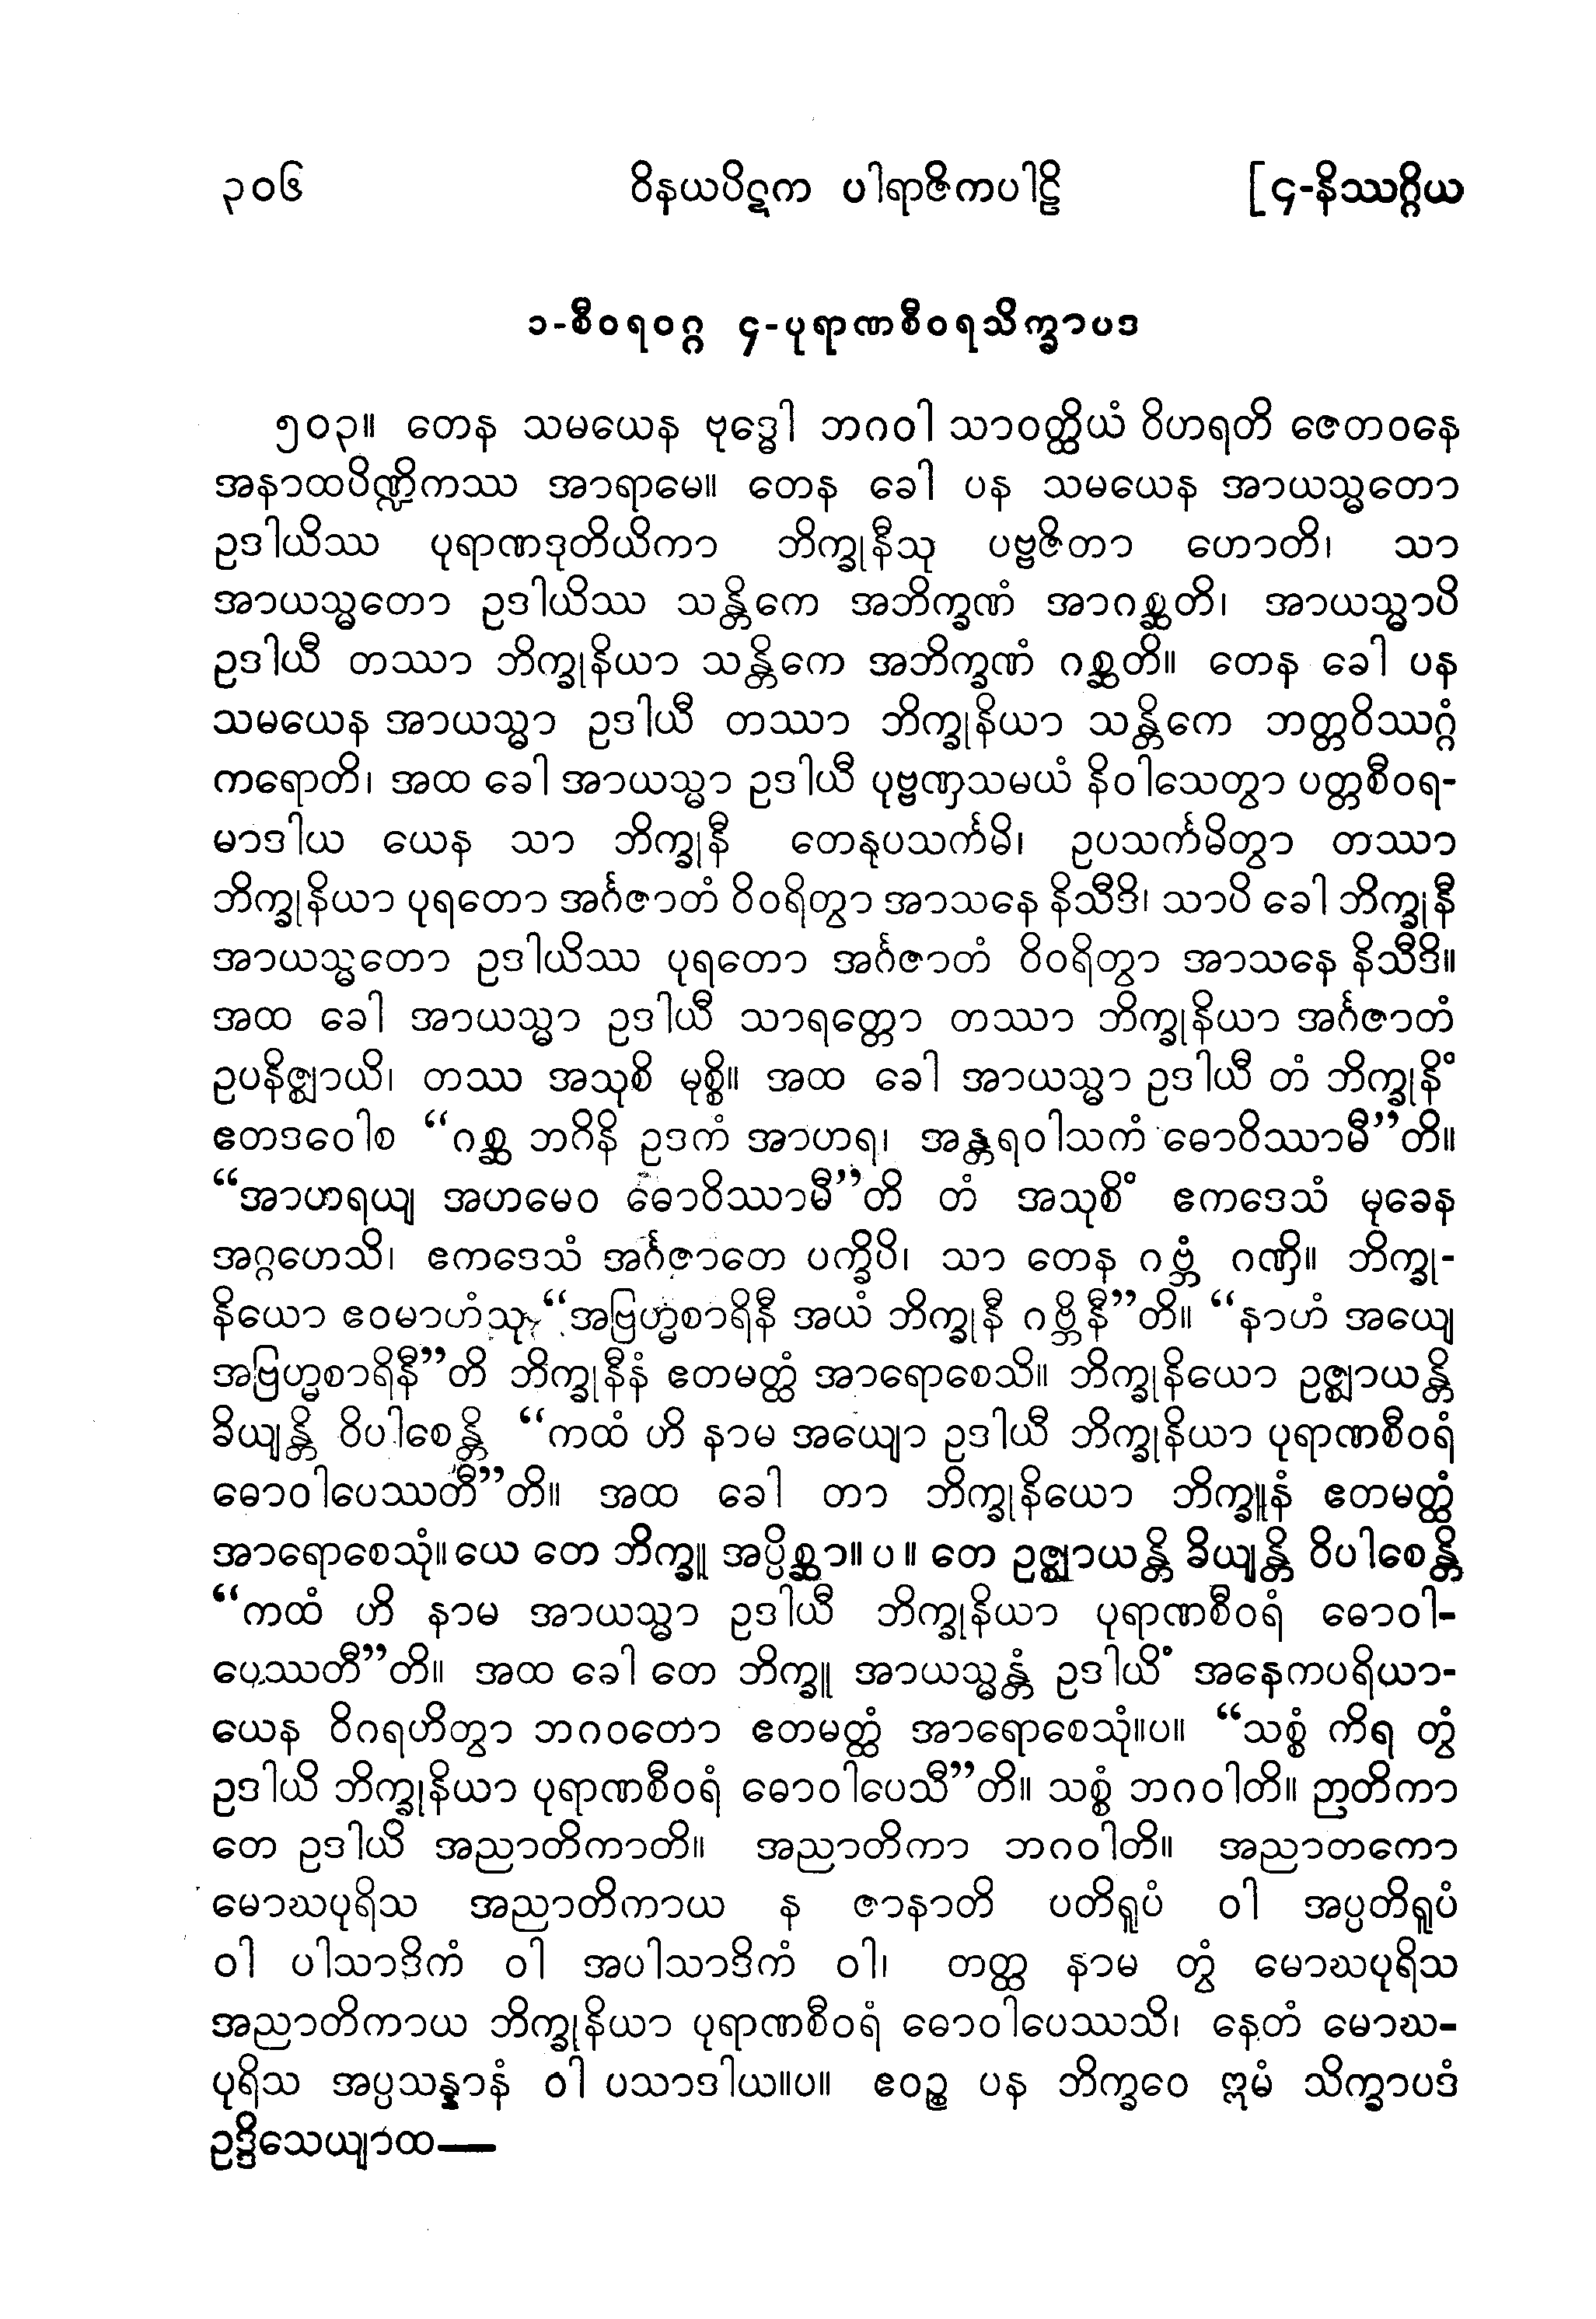 ၃၀၆ ဝိနယပိဋက ပါရာဇိကပါဠိ [၄-နိဿဂ္ဂိယ
၁-စီဝရဝဂ္ဂ ၄-ပုရာဏစီဝရသိက္ခာပဒ
၅၀၃။ တေန သမယေန ဗုဒ္ဓေါ ဘဂဝါ သာဝတ္ထိယံ ဝိဟရတိ ဇေတဝနေ
အနာထပိဏ္ဍိကဿ အာရာမေ။ တေန ခေါ ပန သမယေန အာယသ္မတော
ဥဒါယိဿ ပုရာဏဒုတိယိကာ ဘိက္ခုနီသု ပဗ္ဗဇိတာ ဟောတိ၊ သာ
အာယသ္မတော ဥဒါယိဿ သန္တိကေ အဘိက္ခဏံ အာဂစ္ဆတိ၊ အာယသ္မာပိ
ဥဒါယီ တဿာ ဘိက္ခုနိယာ သန္တိကေ အဘိက္ခဏံ ဂစ္ဆတိ။ တေန ခေါ ပန
သမယေန အာယသ္မာ ဥဒါယီ တဿာ ဘိက္ခုနိယာ သန္တိကေ ဘတ္တဝိဿဂ္ဂံ
ကရောတိ၊ အထ ခေါ အာယသ္မာ ဥဒါယီ ပုဗ္ဗဏှသမယံ နိဝါသေတွာ ပတ္တစီဝရ-
မာဒါယ ယေန သာ ဘိက္ခုနီ တေနုပသင်္ကမိ၊ ဥပသင်္ကမိတွာ တဿာ
ဘိက္ခုနိယာ ပုရတော အင်္ဂဇာတံ ဝိဝရိတွာ အာသနေ နိသီဒိ၊ သာပိ ခေါ ဘိက္ခုနီ
အာယသ္မတော ဥဒါယိဿ ပုရတော အင်္ဂဇာတံ ဝိဝရိတွာ အာသနေ နိသီဒိ။
အထ ခေါ အာယသ္မာ ဥဒါယီ သာရတ္တော တဿာ ဘိက္ခုနိယာ အင်္ဂဇာတံ
ဥပနိဇ္ဈာယိ၊ တဿ အသုစိ မုစ္စိ။ အထ ခေါ အာယသ္မာ ဥဒါယီ တံ ဘိက္ခုနိံ
ဧတဒဝေါစ “ဂစ္ဆ ဘဂိနိ ဥဒကံ အာဟရ၊ အန္တရဝါသကံ ဓောဝိဿာမီ”တိ။
“အာဟရယျ အဟမေဝ ဓောဝိဿာမီ”တိ တံ အသုစိံ ဧကဒေသံ မုခေန
အဂ္ဂဟေသိ၊ ဧကဒေသံ အင်္ဂဇာတေ ပက္ခိပိ၊ သာ တေန ဂဗ္ဘံ ဂဏှိ။ ဘိက္ခု-
နိယော ဧဝမာဟံသု “အဗြဟ္မစာရိနီ အယံ ဘိက္ခုနီ ဂဗ္ဘိနီ”တိ။ “နာဟံ အယျေ
အဗြဟ္မစာရိနီ”တိ ဘိက္ခုနီနံ ဧတမတ္ထံ အာရောစေသိ။ ဘိက္ခုနိယော ဥဇ္ဈာယန္တိ
ခိယျန္တိ ဝိပါစေန္တိ “ကထံ ဟိ နာမ အယျော ဥဒါယီ ဘိက္ခုနိယာ ပုရာဏစီဝရံ
ဓောဝါပေဿတီ”တိ။ အထ ခေါ တာ ဘိက္ခုနိယော ဘိက္ခူနံ ဧတမတ္ထံ
အာရောစေသုံ။ ယေ တေ ဘိက္ခူ အပ္ပိစ္ဆာ။ ပ ။ တေ ဥဇ္ဈာယန္တိ ခိယျန္တိ ဝိပါစေန္တိ
“ကထံ ဟိ နာမ အာယသ္မာ ဥဒါယီ ဘိက္ခုနိယာ ပုရာဏစီဝရံ ဓောဝါ-
ပေဿတီ”တိ။ အထ ခေါ တေ ဘိက္ခူ အာယသ္မန္တံ ဥဒါယိံ အနေကပရိယာ-
ယေန ဝိဂရဟိတွာ ဘဂဝတော ဧတမတ္ထံ အာရောစေသုံ။ပ။ “သစ္စံ ကိရ တွံ
ဥဒါယိ ဘိက္ခုနိယာ ပုရာဏစီဝရံ ဓောဝါပေသီ”တိ။ သစ္စံ ဘဂဝါတိ။ ဉာတိကာ
တေ ဥဒါယိ အညာတိကာတိ။ အညာတိကာ ဘဂဝါတိ။ အညာတကော
မောဃပုရိသ အညာတိကာယ န ဇာနာတိ ပတိရူပံ ဝါ အပ္ပတိရူပံ
ဝါ ပါသာဒိကံ ဝါ အပါသာဒိကံ ဝါ၊ တတ္ထ နာမ တွံ မောဃပုရိသ
အညာတိကာယ ဘိက္ခုနိယာ ပုရာဏစီဝရံ ဓောဝါပေဿသိ၊ နေတံ မောဃ-
ပုရိသ အပ္ပသန္နာနံ ဝါ ပသာဒါယ။ပ။ ဧဝဉ္စ ပန ဘိက္ခဝေ ဣမံ သိက္ခာပဒံ
ဥဒ္ဒိသေယျာထ—